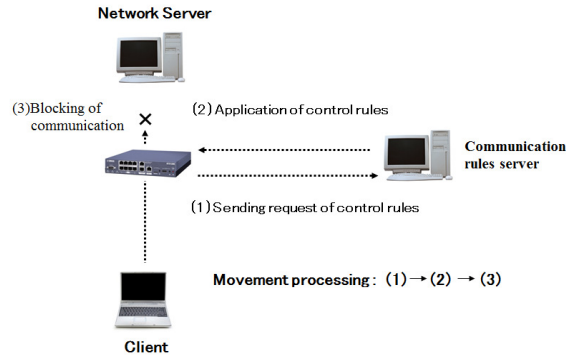 Network Server
(3)Blocking of
communication
(2) Application of control rules
Communication
rules server
(1) Sending request of control rules
Movement processing: (1)→(2) → (3)
Client